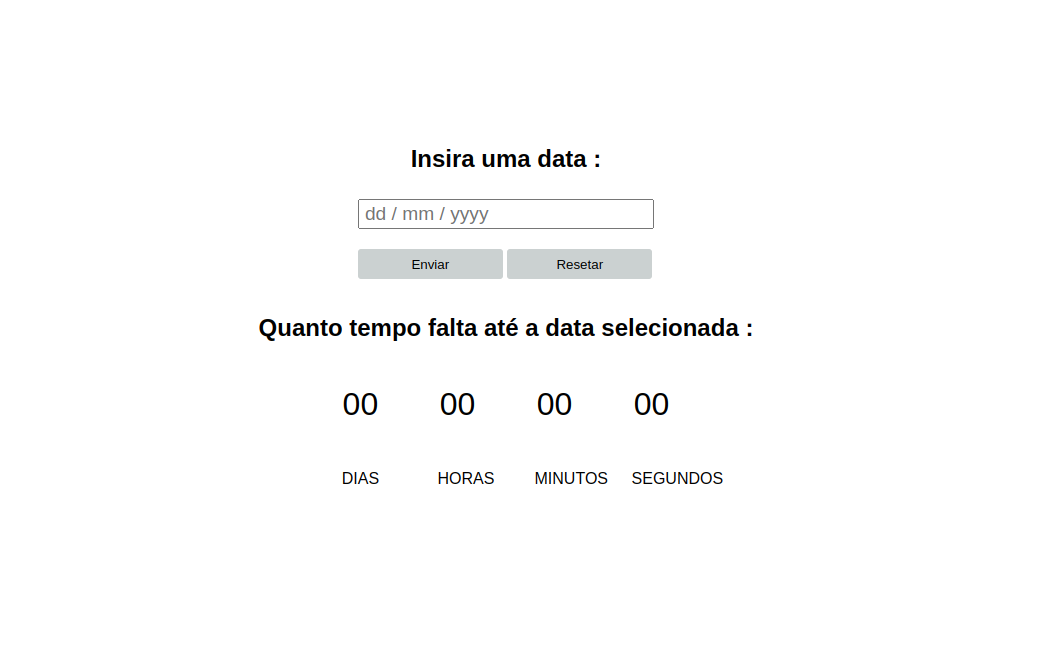 Insira uma data :
dd / mm / yyyy
Enviar Resetar
Quanto tempo falta até a data selecionada :
00 00 00 00
DIAS HORAS MINUTOS SEGUNDOS